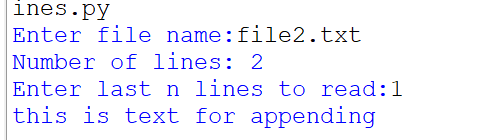 ines.py
Enter file name:file2.txt
Number of lines: 2
Enter last n lines to read:1
this is text for appending